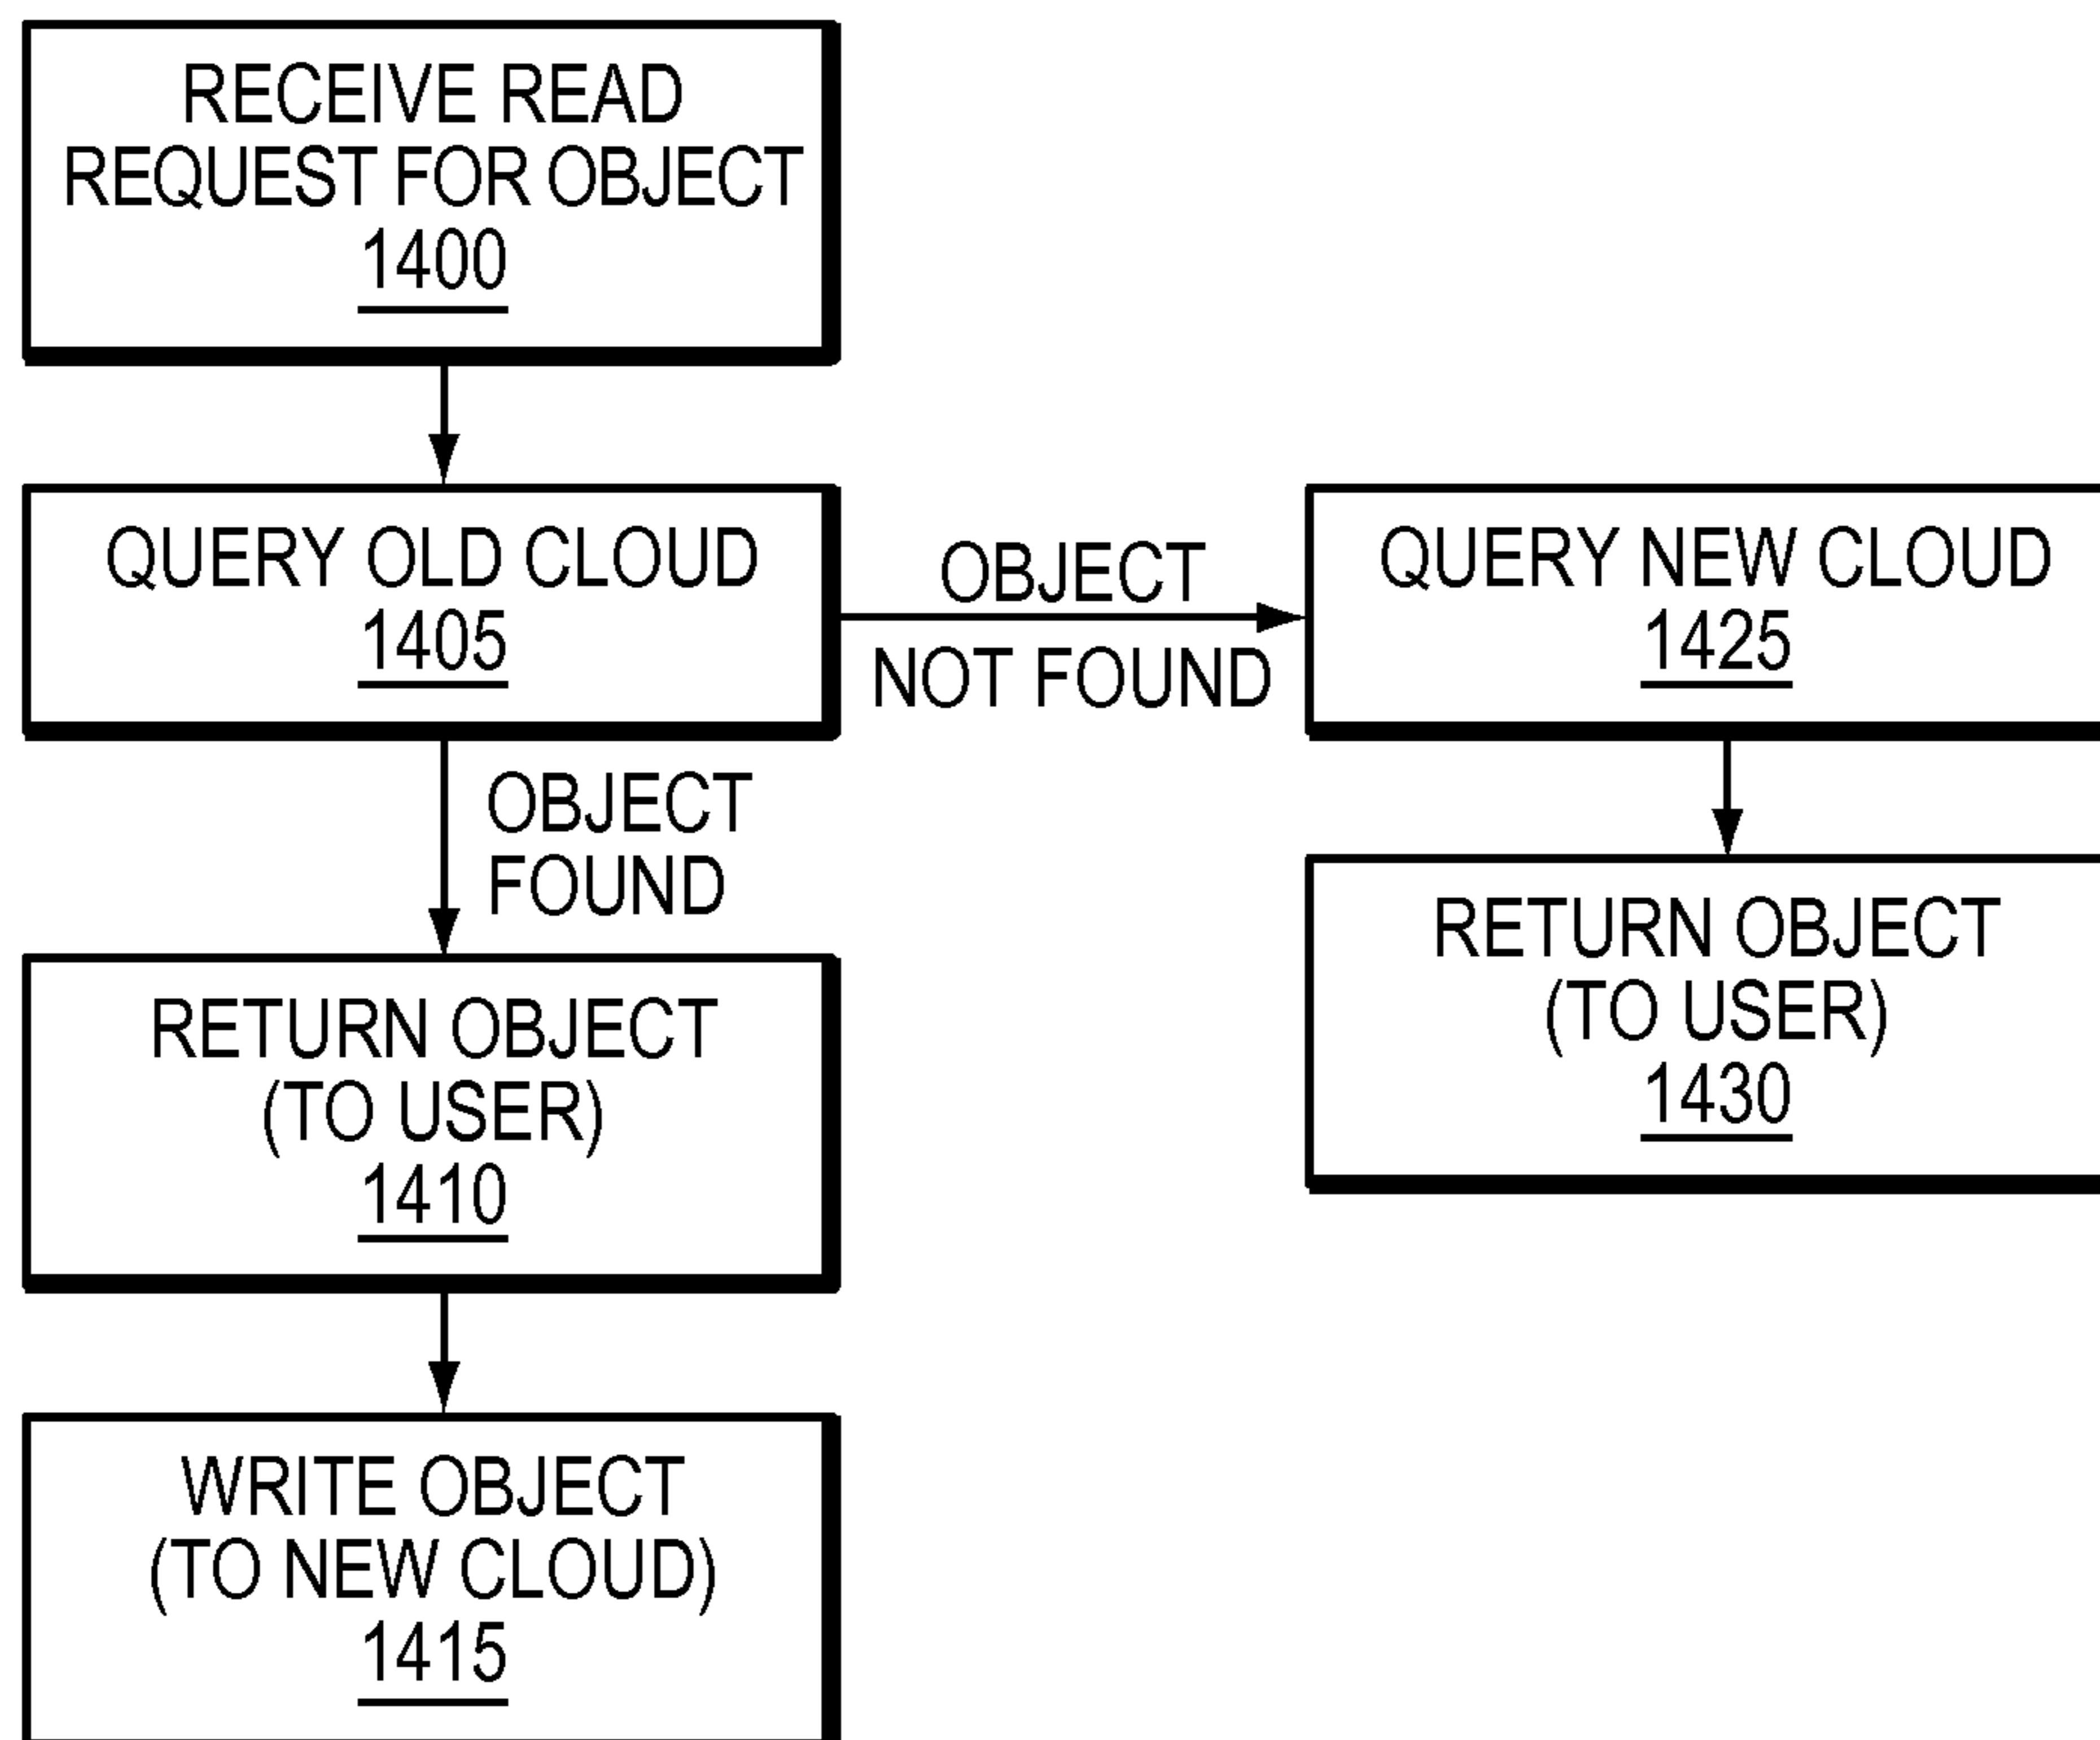 RECEIVE READ
REQUEST FOR OBJECT
1400
QUERY OLD CLOUD
1405
OBJECT
NOT FOUND
QUERY NEW CLOUD
1425
OBJECT
FOUND
RETURN OBJECT
(TO USER)
1410
RETURN OBJECT
(TO USER)
1430
WRITE OBJECT
(TO NEW CLOUD)
1415